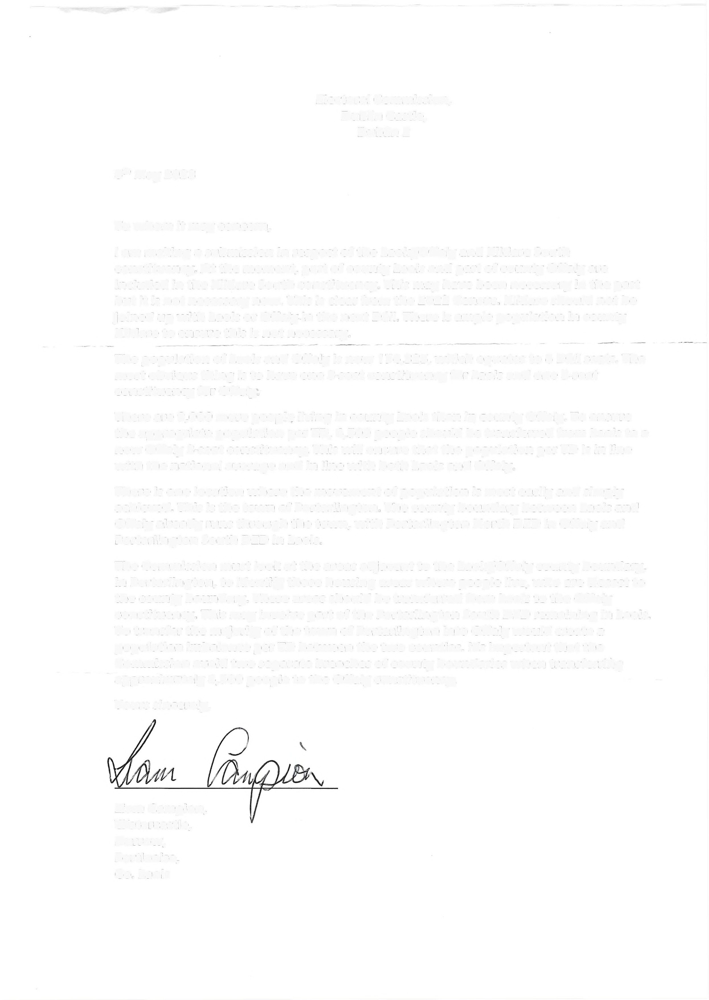 Electoral Commission,
Dublin Castle,
Dublin 2
May 2023
To whom it may concern,
I am making a submission in respect of the Laois/Offaly and Kildare South
constituency. At the moment, part of county Laois and part of county Offaly are
included in the Kildare South constituency. This may have been necessary in the past
but it is not necessary now. This is clear from the 2022 Census. Kildare should not be
joined up with Laois or Offaly in the next Dáil. There is ample population in county
Kildare to ensure this is not necessary.
The population of Laois and Offaly is now which equates to 6 Dáil seats. The
most obvious thing is to have one 3-seat constituency for Laois and one 3-seat
constituency for Offaly.
There are more people living in county Laois than in county Offaly. To ensure
the appropriate population per TD, people should be transferred from Laois to a
new Offaly 3-seat constituency. This will ensure that the population per TD is in line
with the national average and in line with both Laois and Offaly.
There is one location where the movement of population is most easily and simply
achieved. This is the town of Portarlington. The county boundary between Laois and
Offaly already runs through the town, with Portarlington North DED in Offaly and
Portarlington South DED in Laois.
The Commission must look at the areas adjacent to the Laois/Offaly county boundary,
in Portarlington, to identify those housing areas where people live, who are closest to
the county boundary. These areas should be transferred from Laois to the Offaly
constituency. This may involve part of the Portarlington South DED remaining in Laois.
To transfer the majority of the town of Portarlington into Offaly would create a
population imbalance per TD between the two counties. It's important that the
Commission avoid two separate breaches of county boundaries when transferring
approximately people to the Offaly constituency.
Yours sincerely,
Liam Campion
Liam Campion,
Watercastle,
Durrow,
Portlaoise,
Co. Laois